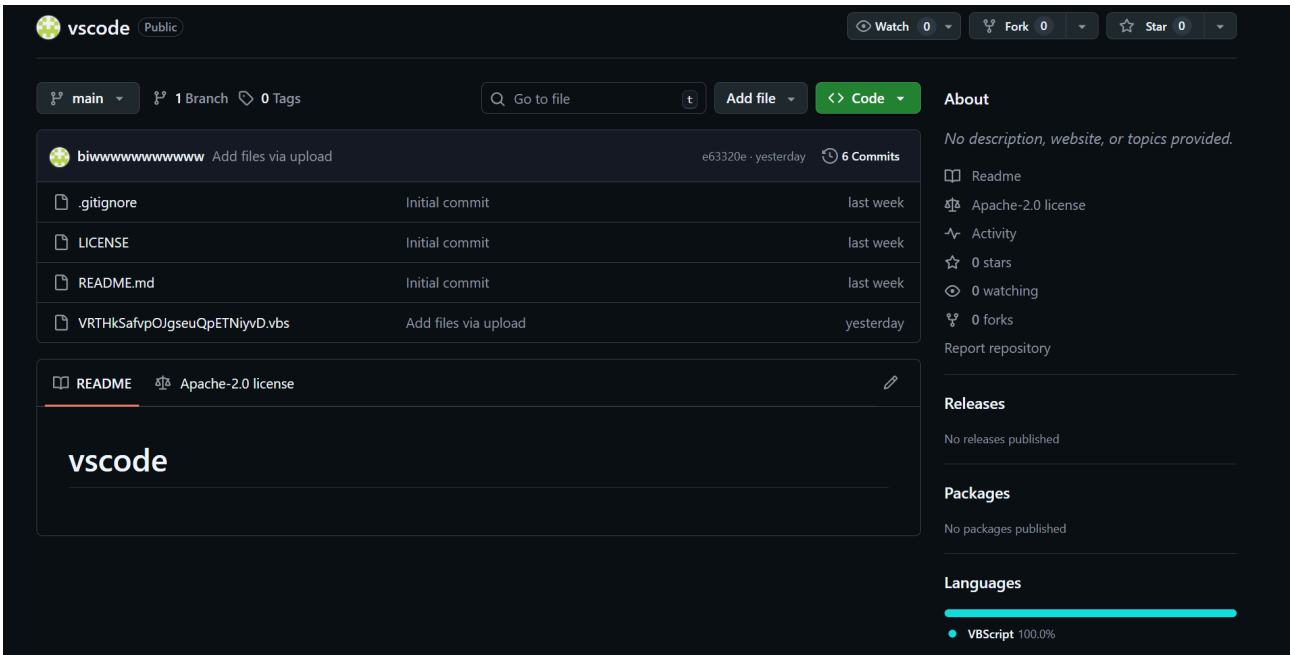 vscode Public Watch 0 Fork 0 Star 0
main 1 Branch 0 Tags Go to file t Add file <> Code
biwwwwwwwwwww Add files via upload e63320e · yesterday 6 Commits
.gitignore Initial commit last week
LICENSE Initial commit last week
README.md Initial commit last week
VRTHkSafvpOJgseuQpETNiyvD.vbs Add files via upload yesterday
README Apache-2.0 license
vscode
About
No description, website, or topics provided.
Readme
Apache-2.0 license
Activity
0 stars
0 watching
0 forks
Report repository
Releases
No releases published
Packages
No packages published
Languages
VBScript 100.0%